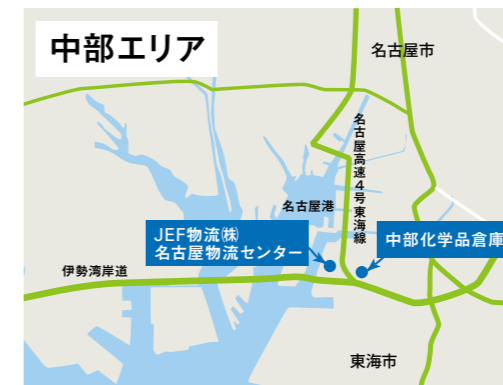 中部エリア
名古屋市
名古屋高速4号東海線
名古屋港
JEF物流㈱
名古屋物流センター
中部化学品倉庫
伊勢湾岸道
東海市